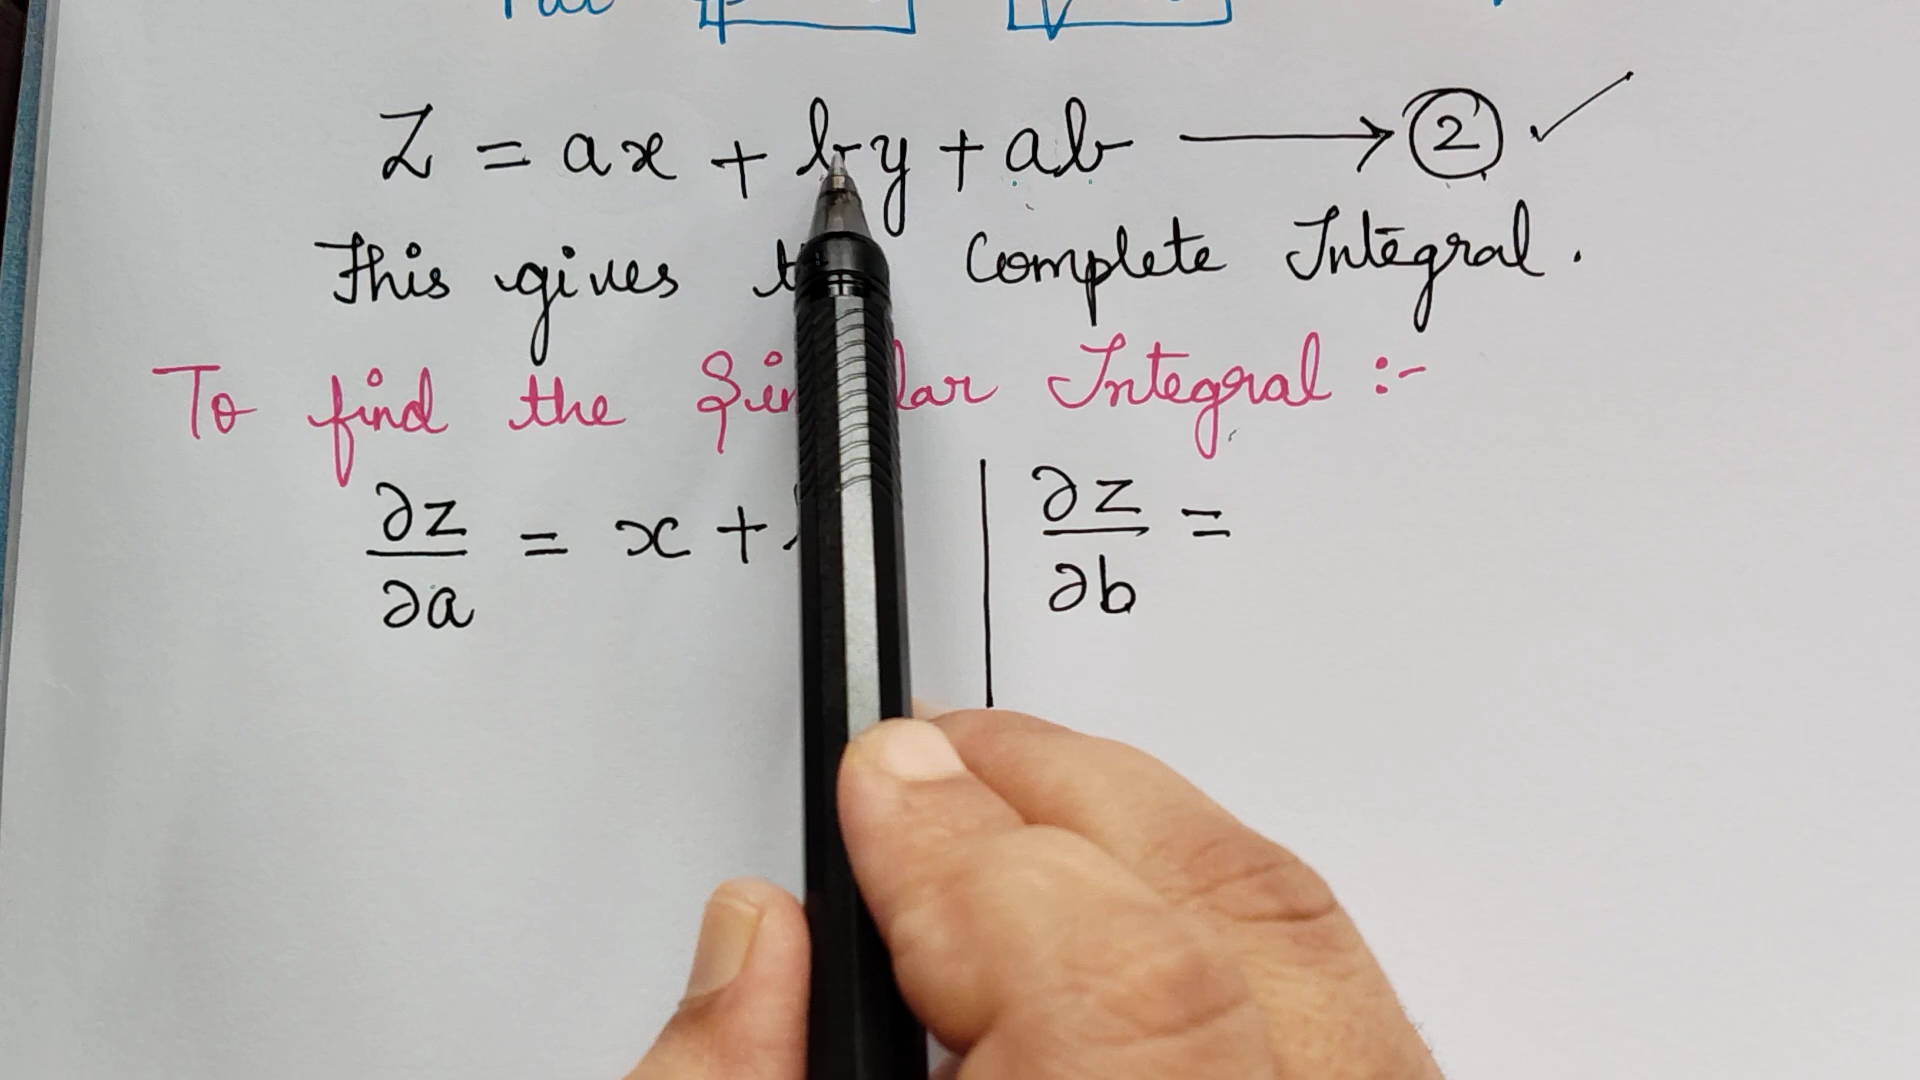 Z = ax + by + ab ⟶ ② ✓
This gives Complete Integral.
To find the Integral :-
∂z/∂a = x + | ∂z/∂b =